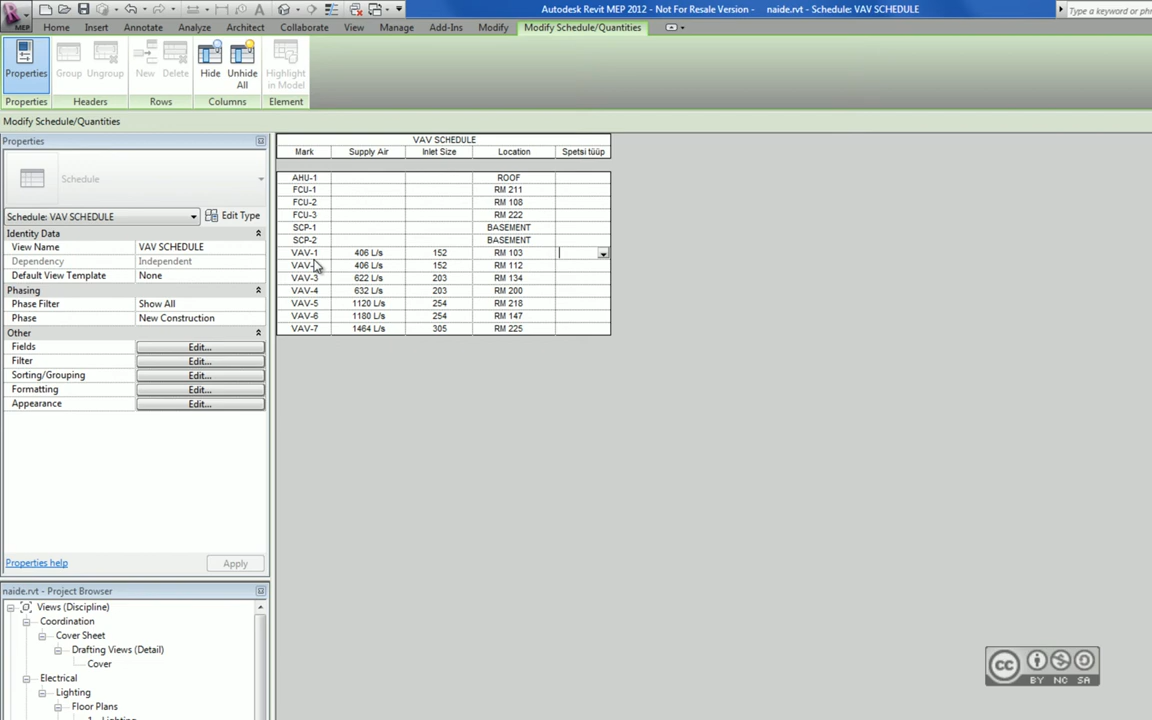 Autodesk Revit MEP 2012 - Not For Resale Version - naide.rvt - Schedule: VAV SCHEDULE
Type a keyword or phr
MEP
Home Insert Annotate Analyze Architect Collaborate View Manage Add-Ins Modify Modify Schedule/Quantities
Properties Group Ungroup New Delete Hide Unhide All Highlight in Model
Properties Headers Rows Columns Element
Modify Schedule/Quantities
Properties
Schedule
Schedule: VAV SCHEDULE Edit Type
Identity Data
View Name VAV SCHEDULE
Dependency Independent
Default View Template None
Phasing
Phase Filter Show All
Phase New Construction
Other
Fields Edit...
Filter Edit...
Sorting/Grouping Edit...
Formatting Edit...
Appearance Edit...
Properties help Apply
naide.rvt - Project Browser
Views (Discipline)
Coordination
Cover Sheet
Drafting Views (Detail)
Cover
Electrical
Lighting
Floor Plans
VAV SCHEDULE
Mark Supply Air Inlet Size Location Spetsi tüüp
AHU-1 ROOF
FCU-1 RM 211
FCU-2 RM 108
FCU-3 RM 222
SCP-1 BASEMENT
SCP-2 BASEMENT
VAV-1 406 L/s 152 RM 103
VAV- 406 L/s 152 RM 112
VAV-3 622 L/s 203 RM 134
VAV-4 632 L/s 203 RM 200
VAV-5 1120 L/s 254 RM 218
VAV-6 1180 L/s 254 RM 147
VAV-7 1464 L/s 305 RM 225
cc
BY NC SA